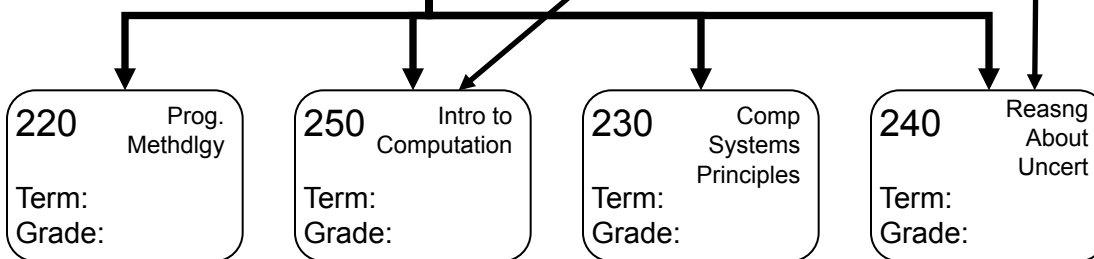 220
Prog.
Methdlgy
Term:
Grade:
250
Intro to
Computation
Term:
Grade:
230
Comp
Systems
Principles
Term:
Grade:
240
Reasng
About
Uncert
Term:
Grade: